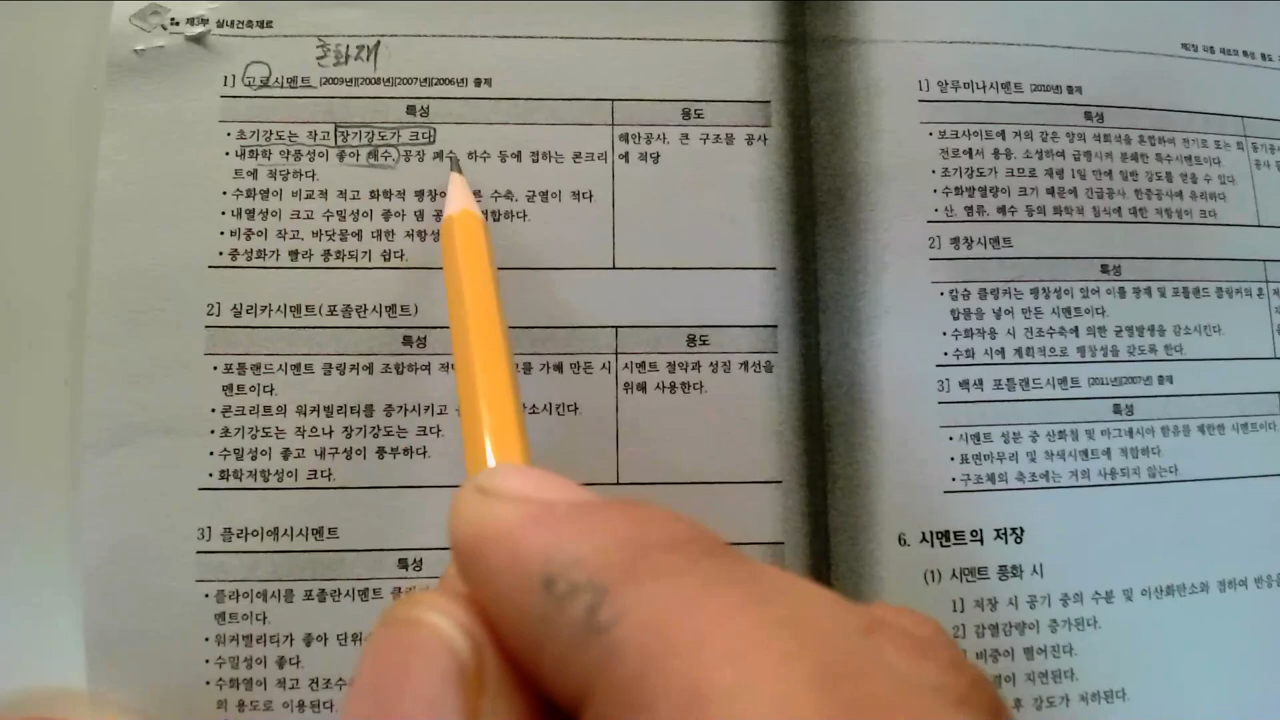 제3부 실내건축재료
혼화재
1] 고로시멘트 [2009년][2008년][2007년][2006년] 출제
특성 용도
• 초기강도는 작고 장기강도가 크다.
• 내화학 약품성이 좋아 해수, 공장 폐수, 하수 등에 접하는 콘크리
트에 적당하다.
• 수화열이 비교적 적고 화학적 팽창에 수축, 균열이 적다.
• 내열성이 크고 수밀성이 좋아 댐
• 비중이 작고, 바닷물에 대한 저항성
• 중성화가 빨라 풍화되기 쉽다.
해안공사, 큰 구조물 공사
에 적당
2] 실리카시멘트(포졸란시멘트)
특성 용도
• 포틀랜드시멘트 클링커에 조합하여 가해 만든 시
멘트이다.
• 콘크리트의 워커빌리티를 증가시키고
• 초기강도는 작으나 장기강도는 크다.
• 수밀성이 좋고 내구성이 풍부하다.
• 화학저항성이 크다.
시멘트 절약과 성질 개선을
위해 사용한다.
3] 플라이애시시멘트
특성
• 플라이애시를 포졸란시멘트
멘트이다.
• 워커빌리티가 좋아 단위
• 수밀성이 좋다.
• 수화열이 적고 건조수
의 용도로 이용된다.
제2장 각종 재료의 특성, 용도,
1] 알루미나시멘트 [2010년] 출제
특성
• 보크사이트에 거의 같은 양의 석회석을 혼합하여 전기로 또는 회
전로에서 용융, 소성하여 급랭시켜 분쇄한 특수시멘트이다.
• 조기강도가 크므로 재령 1일 만에 일반 강도를 얻을 수 있다.
• 수화발열량이 크기 때문에 긴급공사, 한중공사에 유리하다.
• 산, 염류, 해수 등의 화학적 침식에 대한 저항성이 크다.
동기공사
공사
2] 팽창시멘트
특성
• 칼슘 클링커는 팽창성이 있어 이를 광재 및 포틀랜드 클링커와 혼
합물을 넣어 만든 시멘트이다.
• 수화작용 시 건조수축에 의한 균열발생을 감소시킨다.
• 수화 시에 계획적으로 팽창성을 갖도록 한다.
3] 백색 포틀랜드시멘트 [2011년][2007년] 출제
특성
• 시멘트 성분 중 산화철 및 마그네시아 함유를 제한한 시멘트이다.
• 표면마무리 및 착색시멘트에 적합하다.
• 구조체의 축조에는 거의 사용되지 않는다.
6. 시멘트의 저장
(1) 시멘트 풍화 시
1] 저장 시 공기 중의 수분 및 이산화탄소와 접하여 반응
2] 감열감량이 증가된다.
비중이 떨어진다.
지연된다.
후 강도가 저하된다.